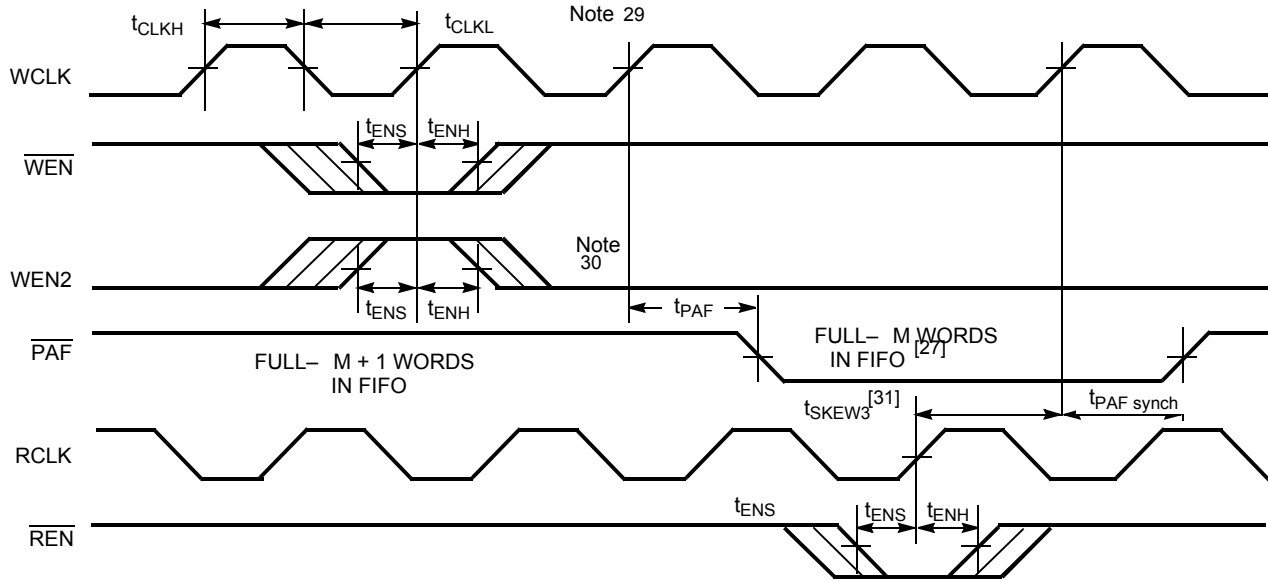 Note 29
tCLKH
tCLKL
WCLK
tENS
tENH
WEN
Note
30
WEN2
tENS
tENH
tPAF
PAF
FULL– M + 1 WORDS
IN FIFO
FULL– M WORDS
IN FIFO [27]
tSKEW3 [31]
tPAF synch
RCLK
tENS
tENS
tENH
REN